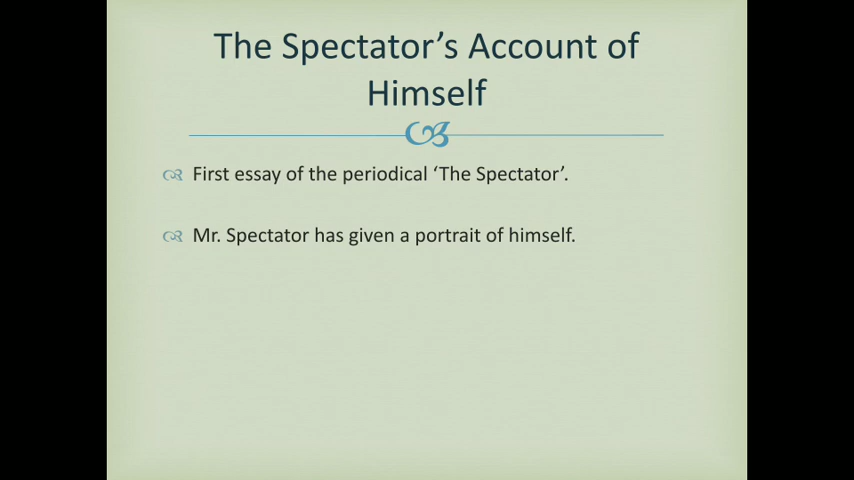 The Spectator’s Account of
Himself
First essay of the periodical ‘The Spectator’.
Mr. Spectator has given a portrait of himself.